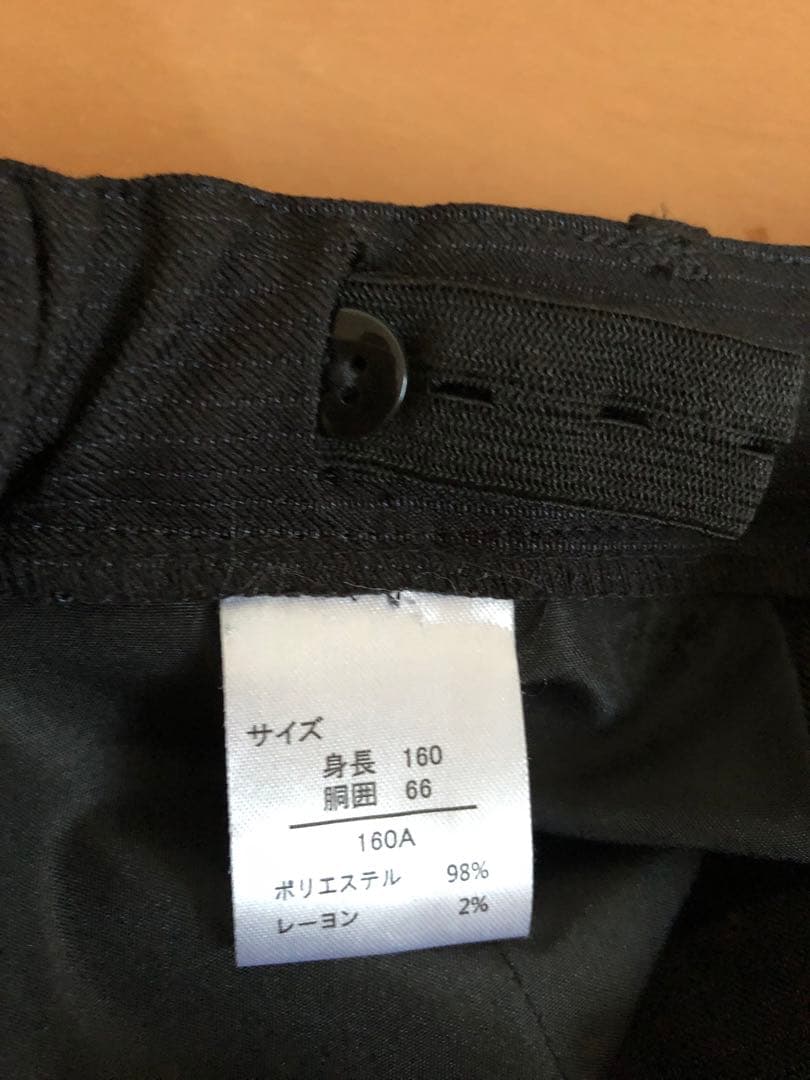 サイズ
身長 160
胴囲 66
160A
ポリエステル 98%
レーヨン 2%